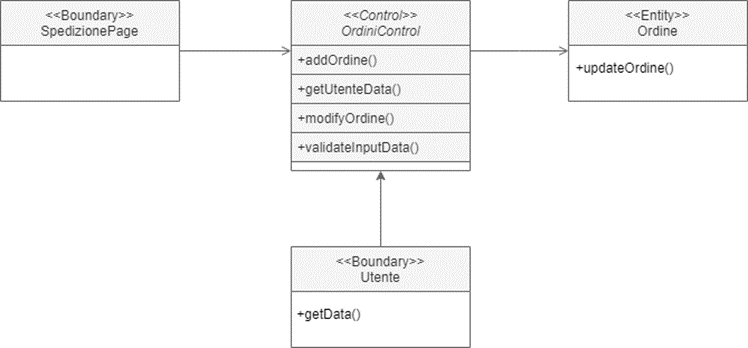 <<Boundary>>
SpedizionePage
<<Control>>
OrdiniControl
+addOrdine()
+getUtenteData()
+modifyOrdine()
+validateInputData()
<<Entity>>
Ordine
+updateOrdine()
<<Boundary>>
Utente
+getData()